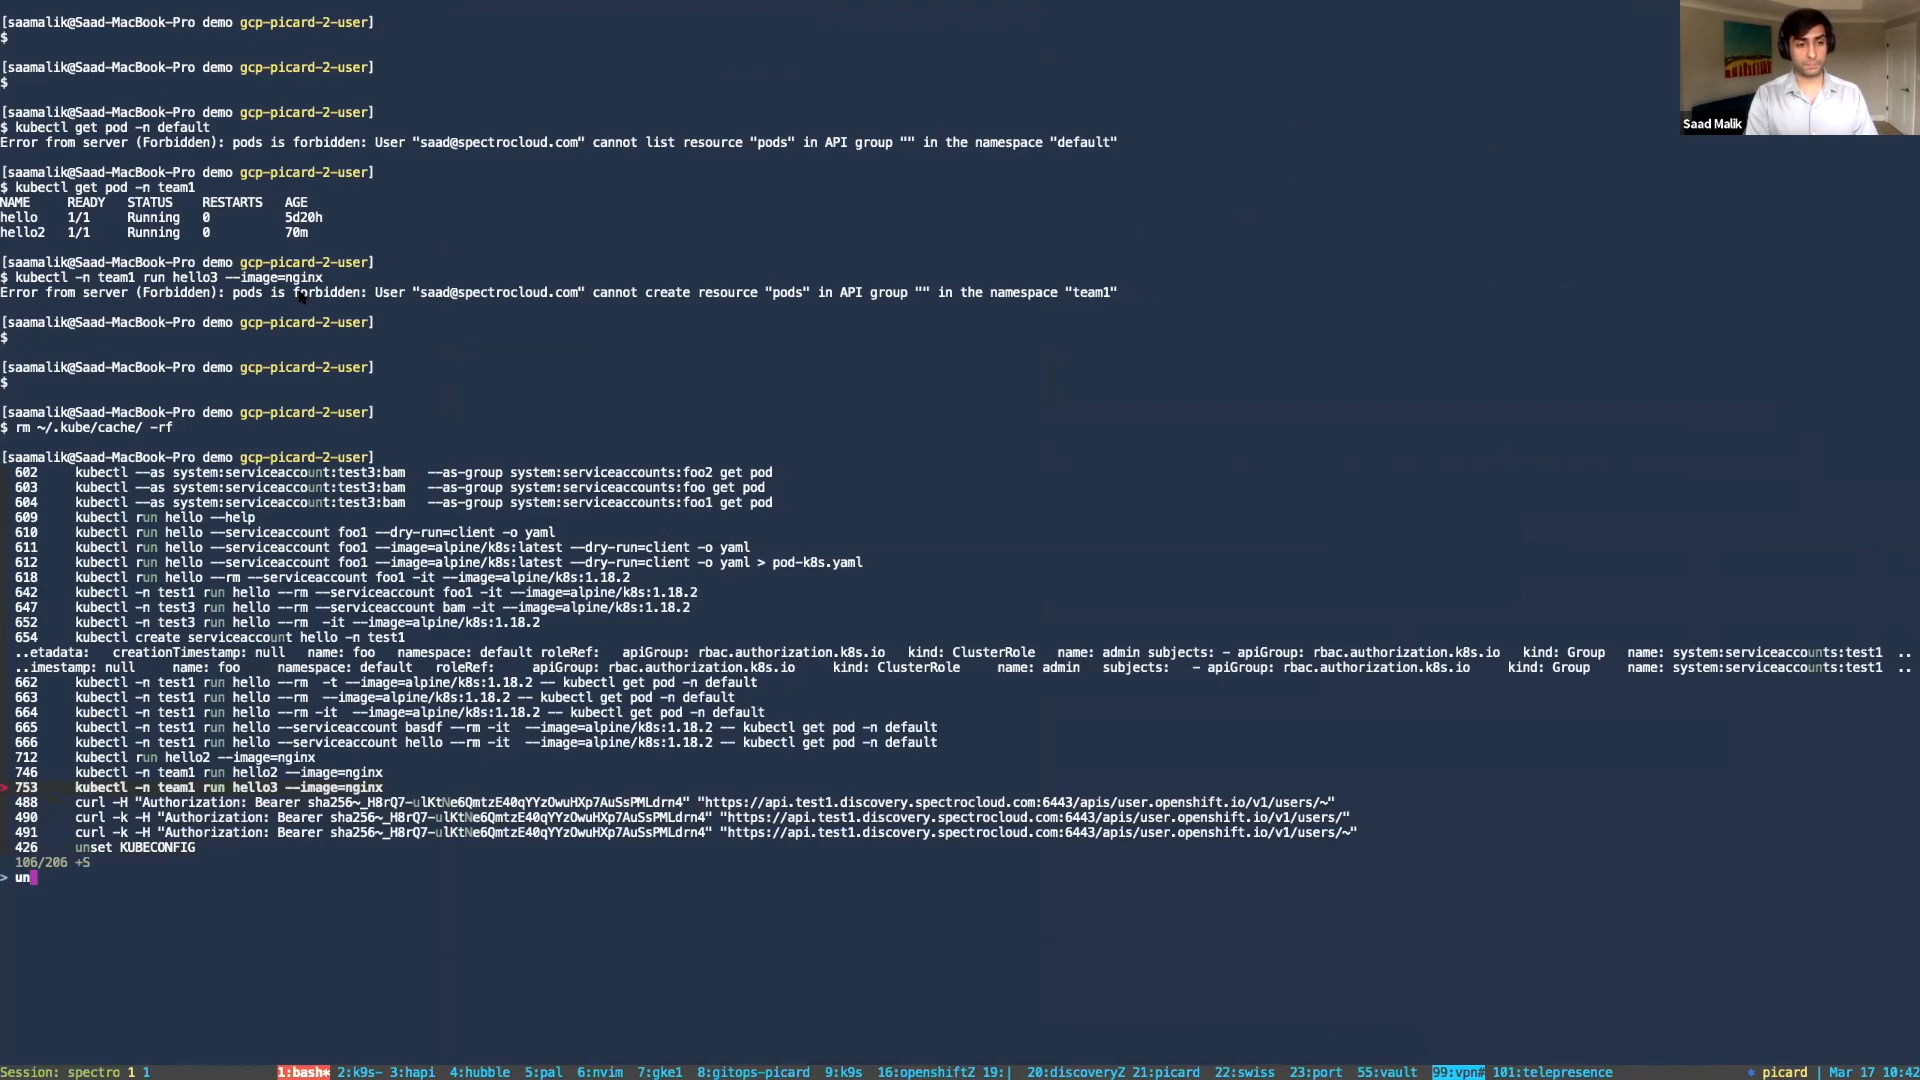 [saamalik@Saad-MacBook-Pro demo gcp-picard-2-user]
$
[saamalik@Saad-MacBook-Pro demo gcp-picard-2-user]
$
[saamalik@Saad-MacBook-Pro demo gcp-picard-2-user]
$ kubectl get pod -n default
Error from server (Forbidden): pods is forbidden: User "saad@spectrocloud.com" cannot list resource "pods" in API group "" in the namespace "default"
[saamalik@Saad-MacBook-Pro demo gcp-picard-2-user]
$ kubectl get pod -n team1
NAME READY STATUS RESTARTS AGE
hello 1/1 Running 0 5d20h
hello2 1/1 Running 0 70m
[saamalik@Saad-MacBook-Pro demo gcp-picard-2-user]
$ kubectl -n team1 run hello3 --image=nginx
Error from server (Forbidden): pods is forbidden: User "saad@spectrocloud.com" cannot create resource "pods" in API group "" in the namespace "team1"
[saamalik@Saad-MacBook-Pro demo gcp-picard-2-user]
$
[saamalik@Saad-MacBook-Pro demo gcp-picard-2-user]
$
[saamalik@Saad-MacBook-Pro demo gcp-picard-2-user]
$ rm ~/.kube/cache/ -rf
[saamalik@Saad-MacBook-Pro demo gcp-picard-2-user]
602 kubectl --as system:serviceaccount:test3:bam --as-group system:serviceaccounts:foo2 get pod
603 kubectl --as system:serviceaccount:test3:bam --as-group system:serviceaccounts:foo get pod
604 kubectl --as system:serviceaccount:test3:bam --as-group system:serviceaccounts:foo1 get pod
609 kubectl run hello --help
610 kubectl run hello --serviceaccount foo1 --dry-run=client -o yaml
611 kubectl run hello --serviceaccount foo1 --image=alpine/k8s:latest --dry-run=client -o yaml
612 kubectl run hello --serviceaccount foo1 --image=alpine/k8s:latest --dry-run=client -o yaml > pod-k8s.yaml
618 kubectl run hello --rm --serviceaccount foo1 -it --image=alpine/k8s:1.18.2
642 kubectl -n test1 run hello --rm --serviceaccount foo1 -it --image=alpine/k8s:1.18.2
647 kubectl -n test3 run hello --rm --serviceaccount bam -it --image=alpine/k8s:1.18.2
652 kubectl -n test3 run hello --rm -it --image=alpine/k8s:1.18.2
654 kubectl create serviceaccount hello -n test1
..etadata: creationTimestamp: null name: foo namespace: default roleRef: apiGroup: rbac.authorization.k8s.io kind: ClusterRole name: admin subjects: - apiGroup: rbac.authorization.k8s.io kind: Group name: system:serviceaccounts:test1 ..
..imestamp: null name: foo namespace: default roleRef: apiGroup: rbac.authorization.k8s.io kind: ClusterRole name: admin subjects: - apiGroup: rbac.authorization.k8s.io kind: Group name: system:serviceaccounts:test1 ..
662 kubectl -n test1 run hello --rm -t --image=alpine/k8s:1.18.2 -- kubectl get pod -n default
663 kubectl -n test1 run hello --rm --image=alpine/k8s:1.18.2 -- kubectl get pod -n default
664 kubectl -n test1 run hello --rm -it --image=alpine/k8s:1.18.2 -- kubectl get pod -n default
665 kubectl -n test1 run hello --serviceaccount basdf --rm -it --image=alpine/k8s:1.18.2 -- kubectl get pod -n default
666 kubectl -n test1 run hello --serviceaccount hello --rm -it --image=alpine/k8s:1.18.2 -- kubectl get pod -n default
712 kubectl run hello2 --image=nginx
746 kubectl -n team1 run hello2 --image=nginx
> 753 kubectl -n team1 run hello3 --image=nginx
488 curl -H "Authorization: Bearer sha256~_H8rQ7-ulKtNe6QmtzE40qYYzOwuHXp7AuSsPMLdrn4" "https://api.test1.discovery.spectrocloud.com:6443/apis/user.openshift.io/v1/users/~"
490 curl -k -H "Authorization: Bearer sha256~_H8rQ7-ulKtNe6QmtzE40qYYzOwuHXp7AuSsPMLdrn4" "https://api.test1.discovery.spectrocloud.com:6443/apis/user.openshift.io/v1/users/"
491 curl -k -H "Authorization: Bearer sha256~_H8rQ7-ulKtNe6QmtzE40qYYzOwuHXp7AuSsPMLdrn4" "https://api.test1.discovery.spectrocloud.com:6443/apis/user.openshift.io/v1/users/~"
426 unset KUBECONFIG
106/206 +S
> un
Saad Malik
Session: spectro 1 1 1:bash* 2:k9s- 3:hapi 4:hubble 5:pal 6:nvim 7:gke1 8:gitops-picard 9:k9s 16:openshiftZ 19:| 20:discoveryZ 21:picard 22:swiss 23:port 55:vault 99:vpn# 101:telepresence * picard | Mar 17 10:42